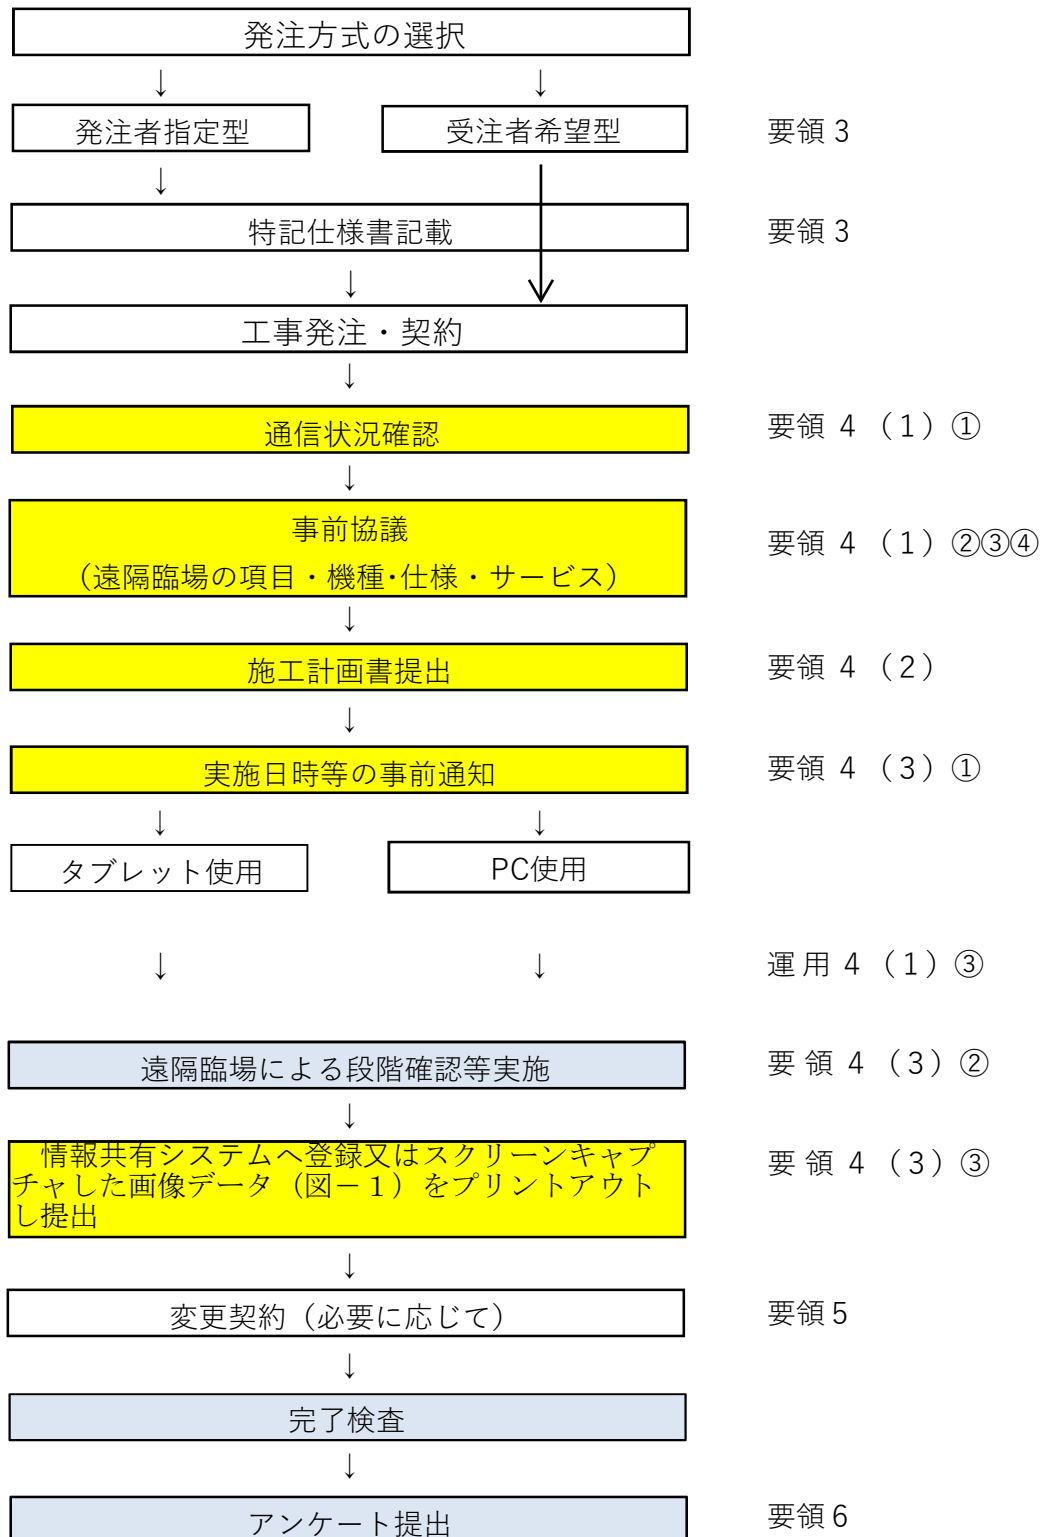 発注方式の選択
↓ ↓
発注者指定型 受注者希望型 要領3
↓
特記仕様書記載 要領3
↓
工事発注・契約
↓
通信状況確認 要領 4 (1)①
↓
事前協議
(遠隔臨場の項目・機種・仕様・サービス) 要領 4 (1)②③④
↓
施工計画書提出 要領 4 (2)
↓
実施日時等の事前通知 要領 4 (3)①
↓ ↓
タブレット使用 PC使用
↓ ↓ 運用4 (1)③
遠隔臨場による段階確認等実施 要領4 (3)②
↓
情報共有システムへ登録又はスクリーンキャプ
チャした画像データ(図-1)をプリントアウト
し提出 要領4 (3)③
↓
変更契約(必要に応じて) 要領5
↓
完了検査
↓
アンケート提出 要領6